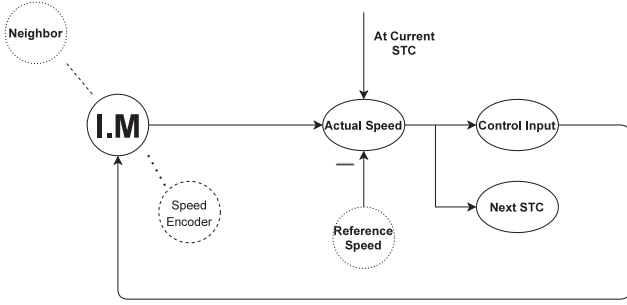 Neighbor
At Current
STC
I.M
Actual Speed
Control Input
Speed
Encoder
Next STC
Reference
Speed